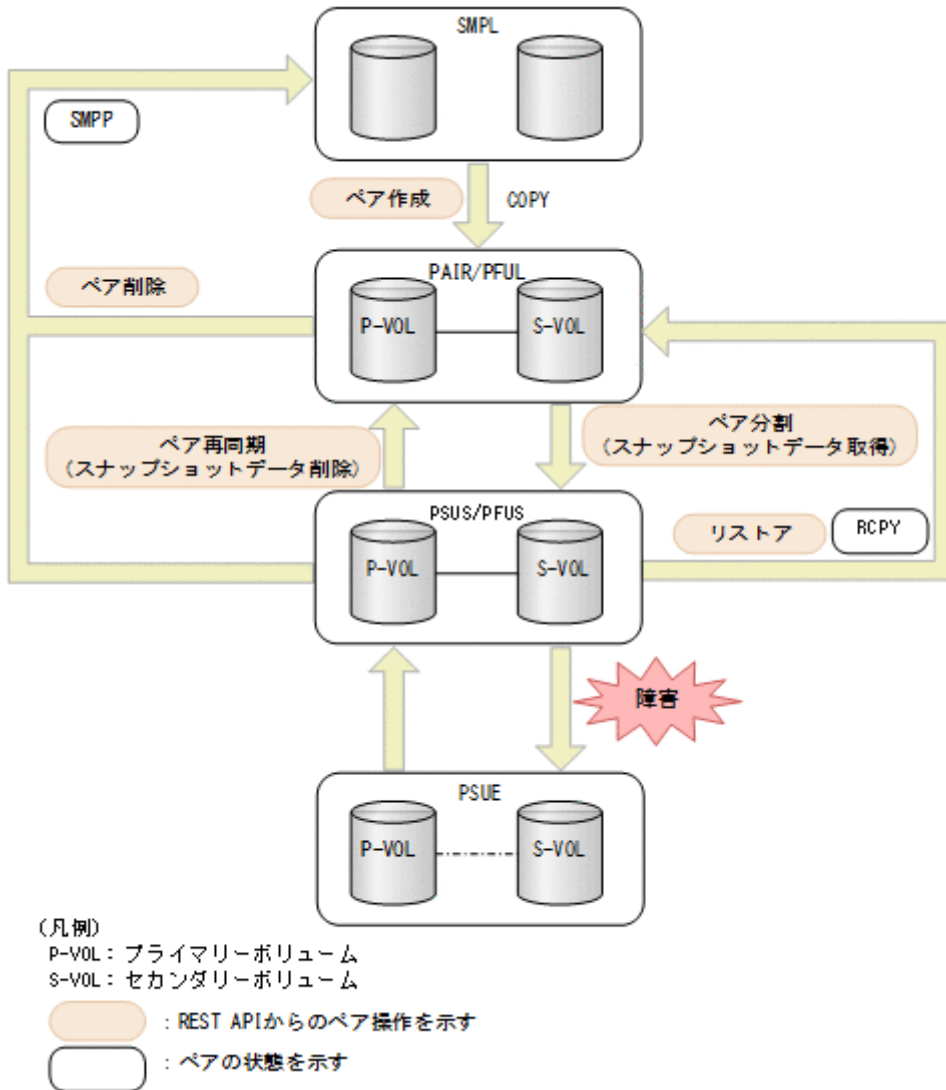 SMPL
SMPP
ペア作成
COPY
PAIR/PFUL
ペア削除
P-VOL
S-VOL
ペア再同期
(スナップショットデータ削除)
ペア分割
(スナップショットデータ取得)
PSUS/PFUS
リストア
RCPY
P-VOL
S-VOL
障害
PSUE
P-VOL
S-VOL
(凡例)
P-VOL: プライマリーボリューム
S-VOL: セカンダリーボリューム
: REST APIからのペア操作を示す
: ペアの状態を示す